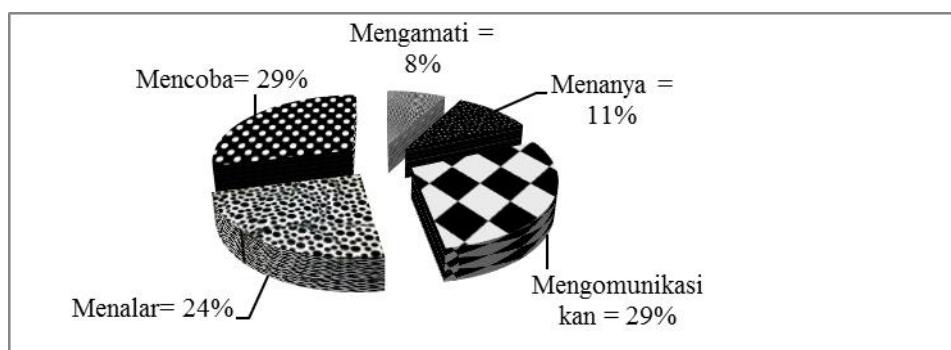 Mengamati =
8%
Mencoba= 29%
Menanya =
11%
Menalar= 24%
Mengomunikasi
kan = 29%